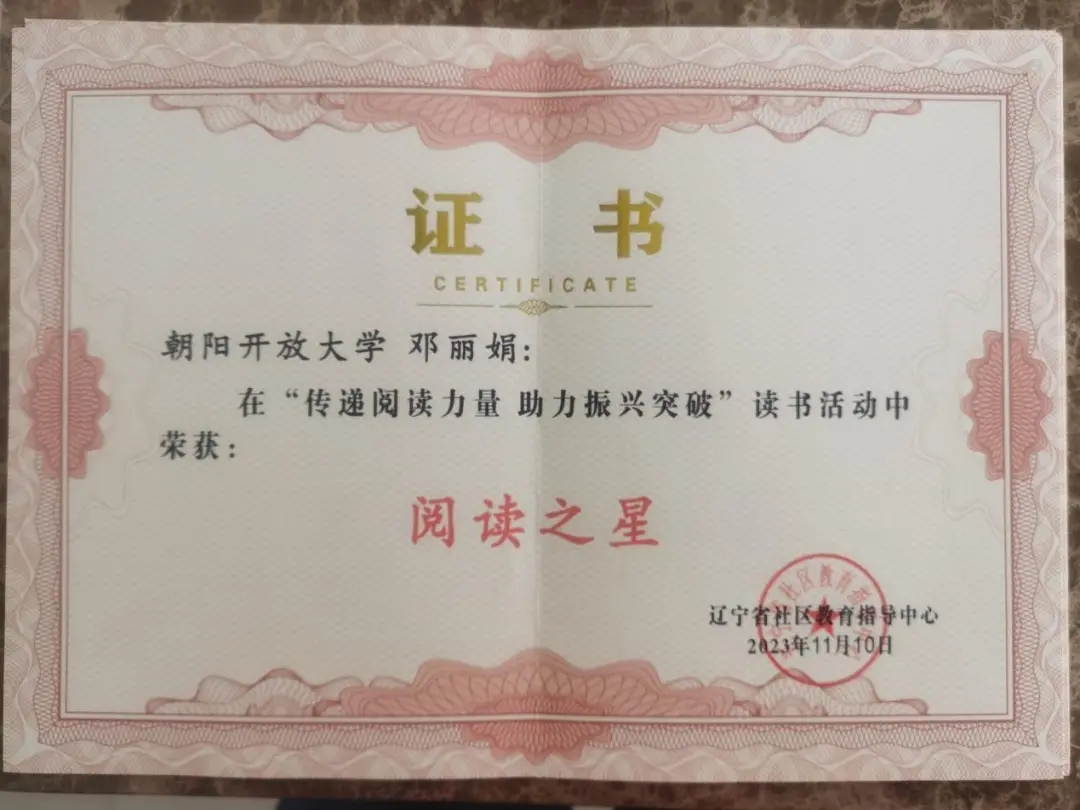 证 书
CERTIFICATE
朝阳开放大学 邓丽娟：
在“传递阅读力量 助力振兴突破”读书活动中
荣获：
阅读之星
辽宁省社区教育指导中心
2023年11月10日